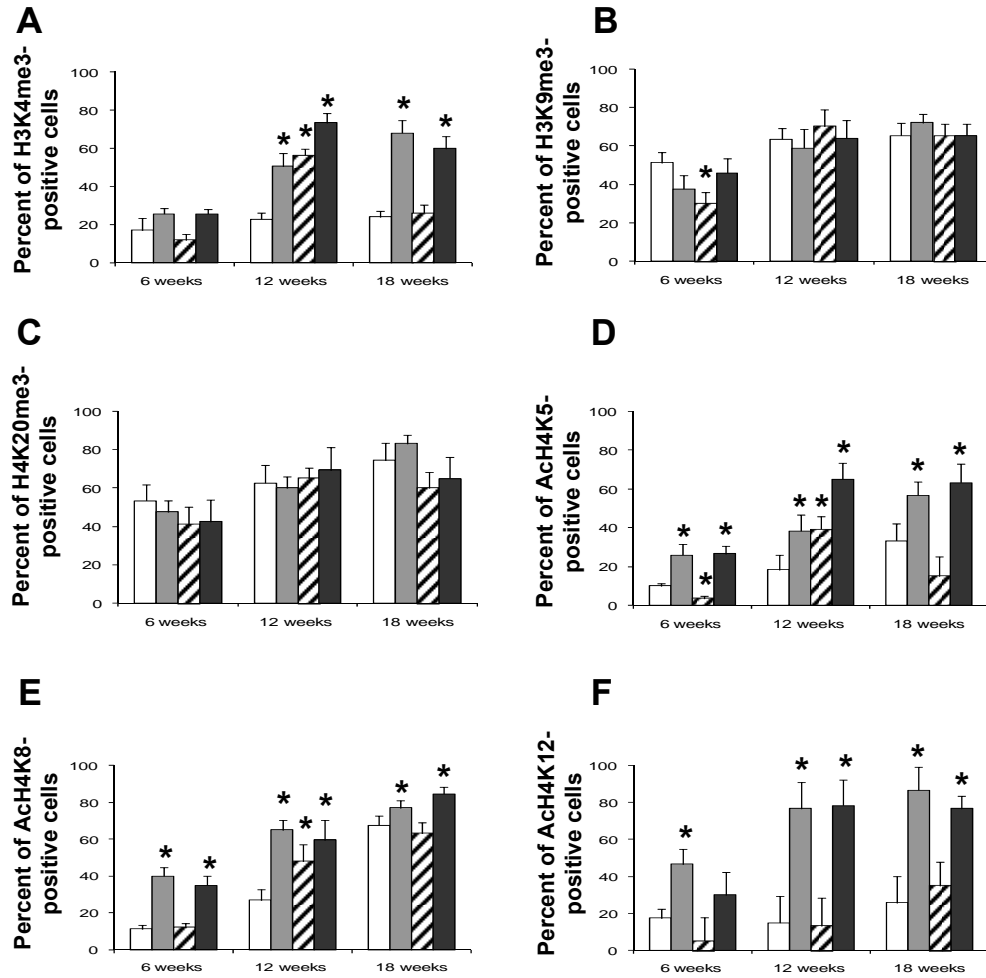 A
Percent of H3K4me3-
positive cells
100
80
60
40
20
0
* * *
* *
6 weeks 12 weeks 18 weeks
B
Percent of H3K9me3-
positive cells
100
80
60
40
20
0
*
6 weeks 12 weeks 18 weeks
C
Percent of H4K20me3-
positive cells
100
80
60
40
20
0
6 weeks 12 weeks 18 weeks
D
Percent of AcH4K5-
positive cells
100
80
60
40
20
0
* * *
* * *
* *
6 weeks 12 weeks 18 weeks
E
Percent of AcH4K8-
positive cells
100
80
60
40
20
0
* *
* * *
* *
6 weeks 12 weeks 18 weeks
F
Percent of AcH4K12-
positive cells
100
80
60
40
20
0
*
* *
* *
6 weeks 12 weeks 18 weeks